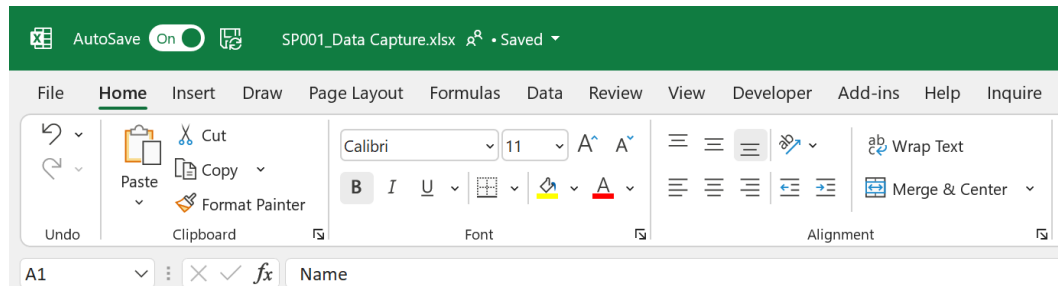 AutoSave On SP001_Data Capture.xlsx • Saved
File Home Insert Draw Page Layout Formulas Data Review View Developer Add-ins Help Inquire
Paste
Cut
Copy
Format Painter
Calibri 11 A A
B I U A
ab Wrap Text
c
Merge & Center
Undo Clipboard Font Alignment
A1 fx Name